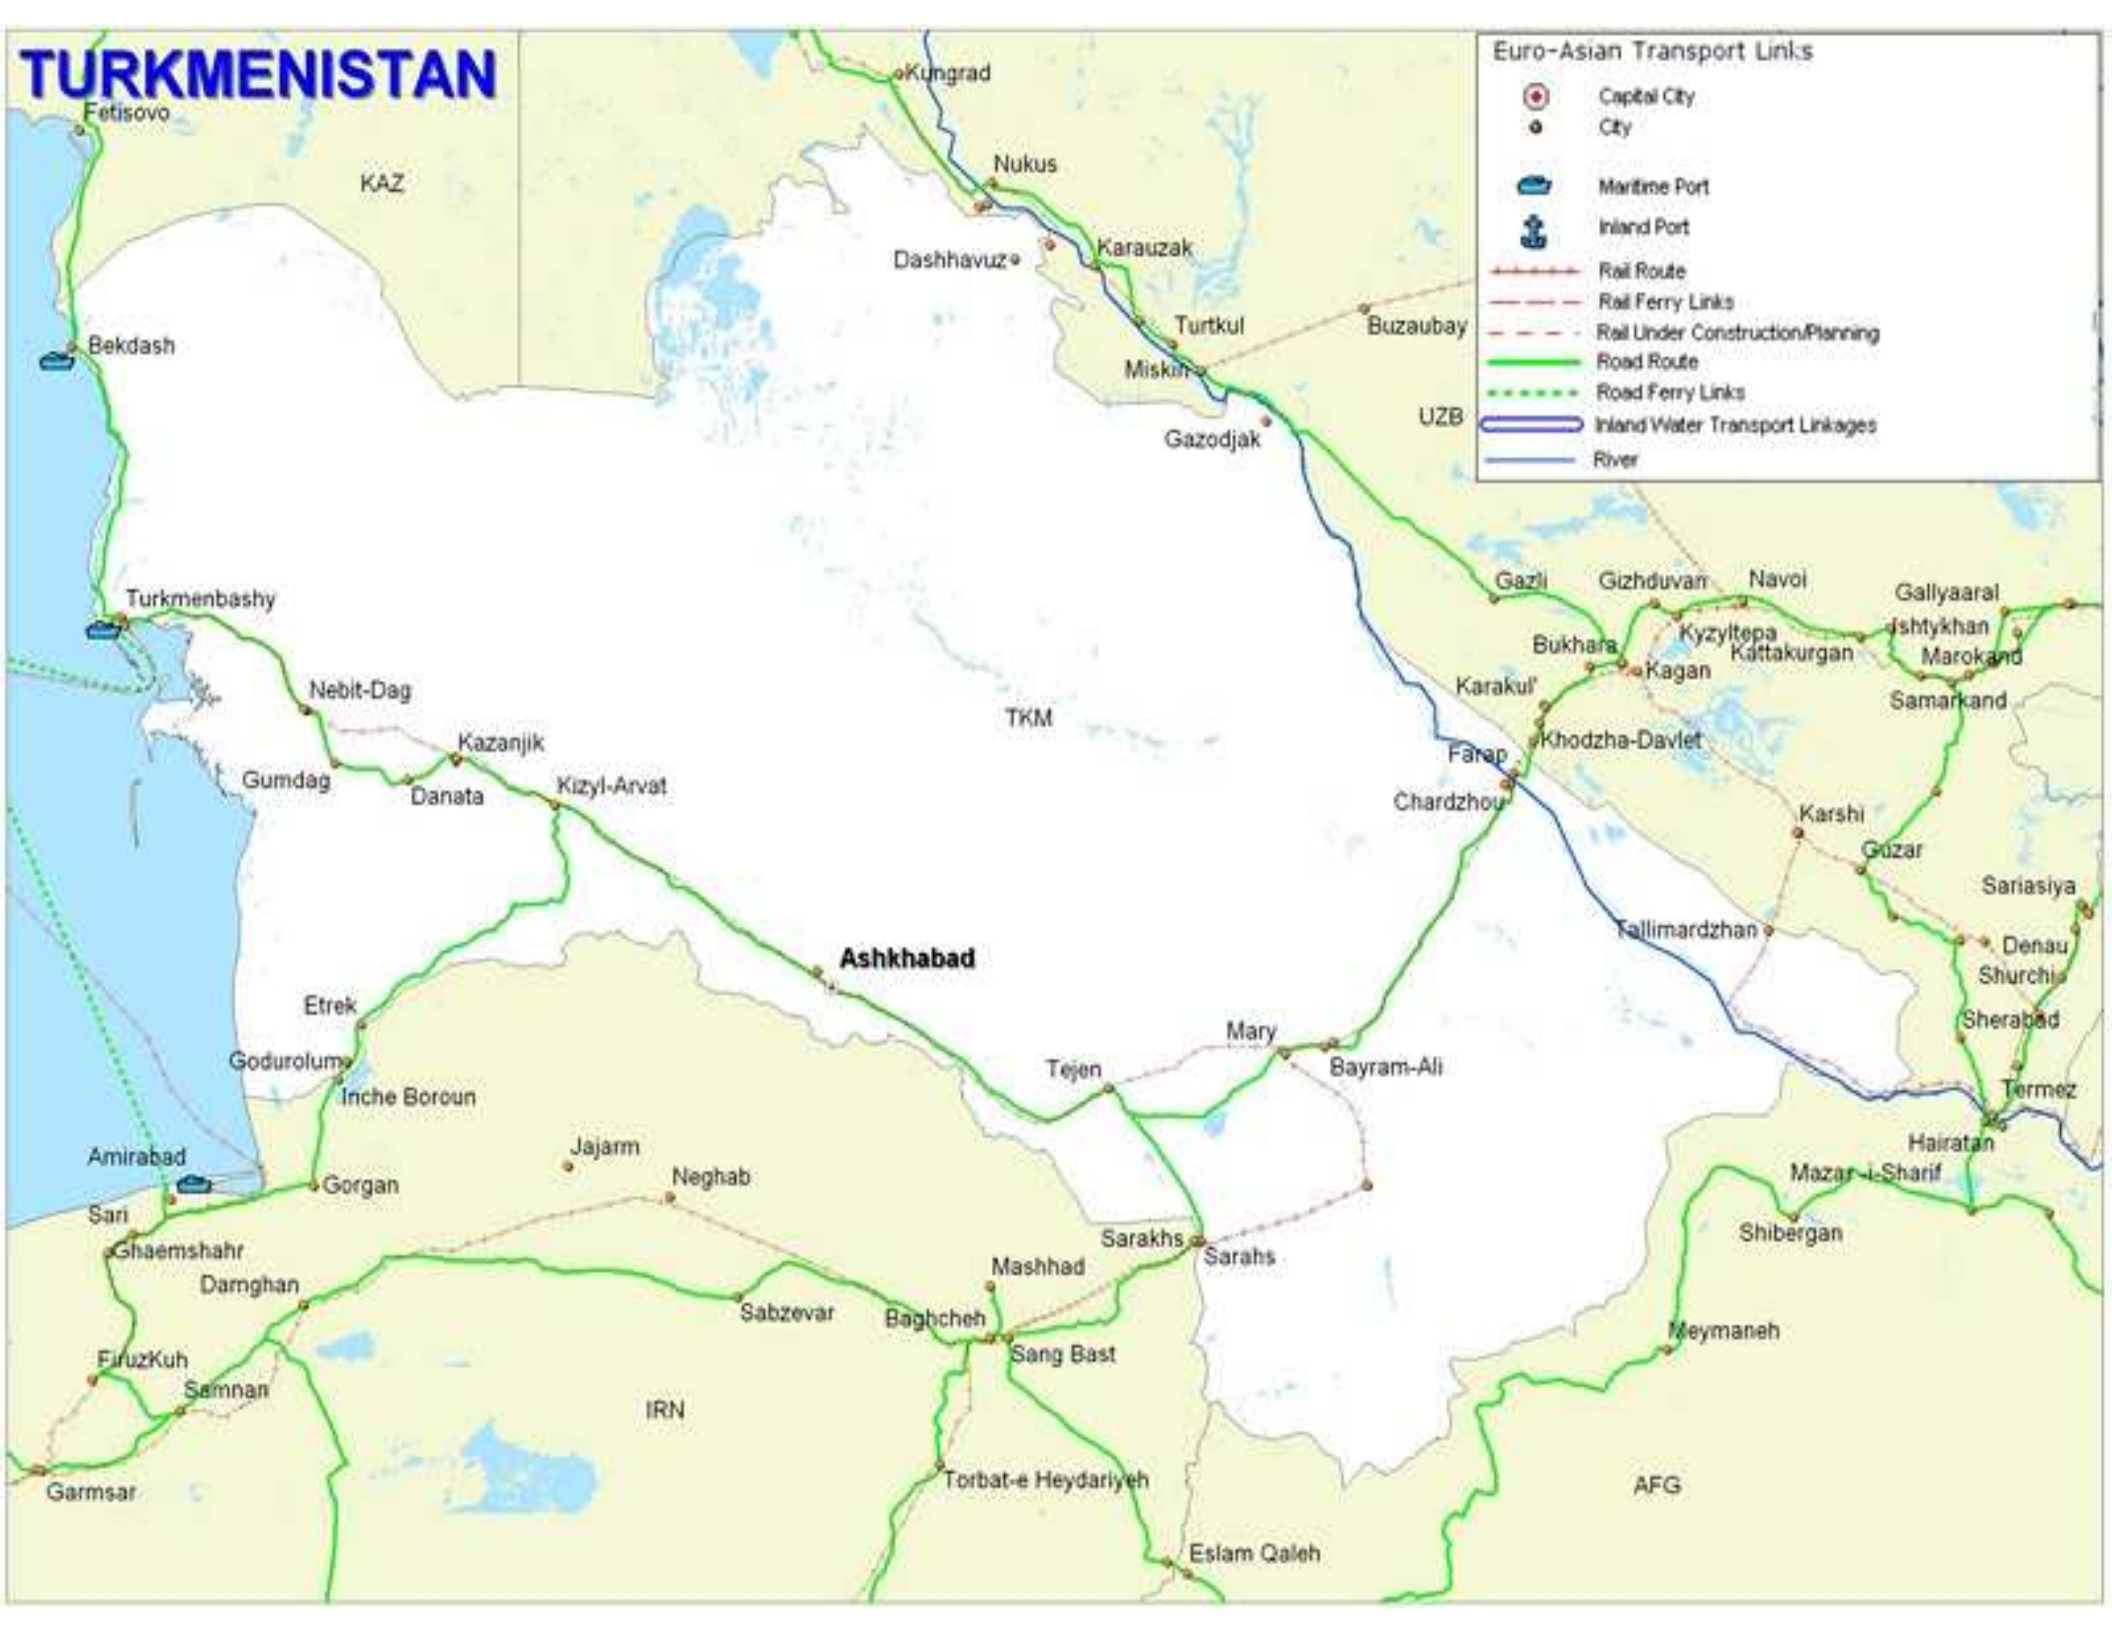 TURKMENISTAN
Euro-Asian Transport Links
Capital City
City
Maritime Port
Inland Port
Rail Route
Rail Ferry Links
Rail Under Construction/Planning
Road Route
Road Ferry Links
Inland Water Transport Linkages
River
Kungrad
Fetisovo
KAZ
Nukus
Dashhavuz
Karauzak
Bekdash
Turtkul
Buzaubay
Miskin
UZB
Gazodjak
Turkmenbashy
Gazli
Gizhduvan
Navoi
Gallyaaral
Ishtykhan
Kyzyltepa
Bukhara
Kattakurgan
Marokand
Kagan
Karakul'
Samarkand
Nebit-Dag
TKM
Kazanjik
Khodzha-Davlet
Farap
Gumdag
Danata
Kizyl-Arvat
Chardzhou
Karshi
Guzar
Sariasiya
Tallimardzhan
Denau
Ashkhabad
Shurchi
Etrek
Sherabad
Mary
Godurolum
Tejen
Bayram-Ali
Inche Boroun
Termez
Hairatan
Amirabad
Jajarm
Neghab
Gorgan
Mazar-i-Sharif
Sari
Shibergan
Sarakhs
Ghaemshahr
Sarahs
Mashhad
Damghan
Sabzevar
Baghcheh
Meymaneh
Sang Bast
FiruzKuh
Samnan
IRN
Torbat-e Heydariyeh
AFG
Garmsar
Eslam Qaleh